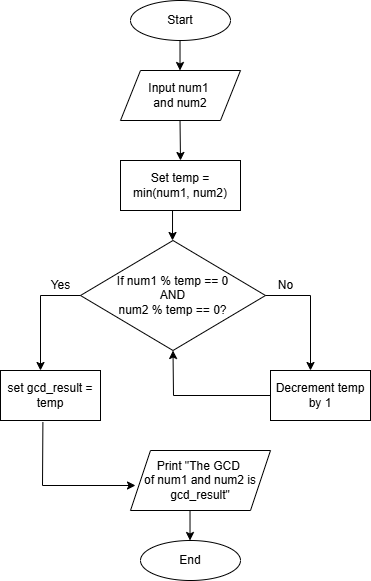 Start
Input num1
and num2
Set temp =
min(num1, num2)
If num1 % temp == 0
AND
num2 % temp == 0?
Yes
No
set gcd_result =
temp
Decrement temp
by 1
Print "The GCD
of num1 and num2 is
gcd_result"
End